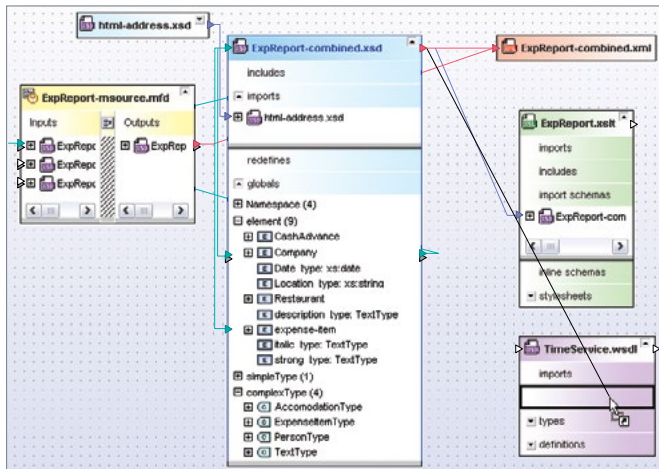 html-address.xsd
ExpReport-msource.mfd
Inputs
Outputs
ExpRepo
ExpRep
ExpRepo
ExpRepo
ExpReport-combined.xsd
includes
imports
html-address.xsd
redefines
globals
Namespace (4)
element (9)
CashAdvance
Company
Date type: xs:date
Location type: xs:string
Restaurant
description type: TextType
expense-item
italic type: TextType
strong type: TextType
simpleType (1)
complexType (4)
AccomodationType
ExpenseItemType
PersonType
TextType
ExpReport-combined.xml
ExpReport.xslt
imports
includes
import schemas
ExpReport-com
inline schemas
stylesheets
TimeService.wsdl
imports
types
definitions